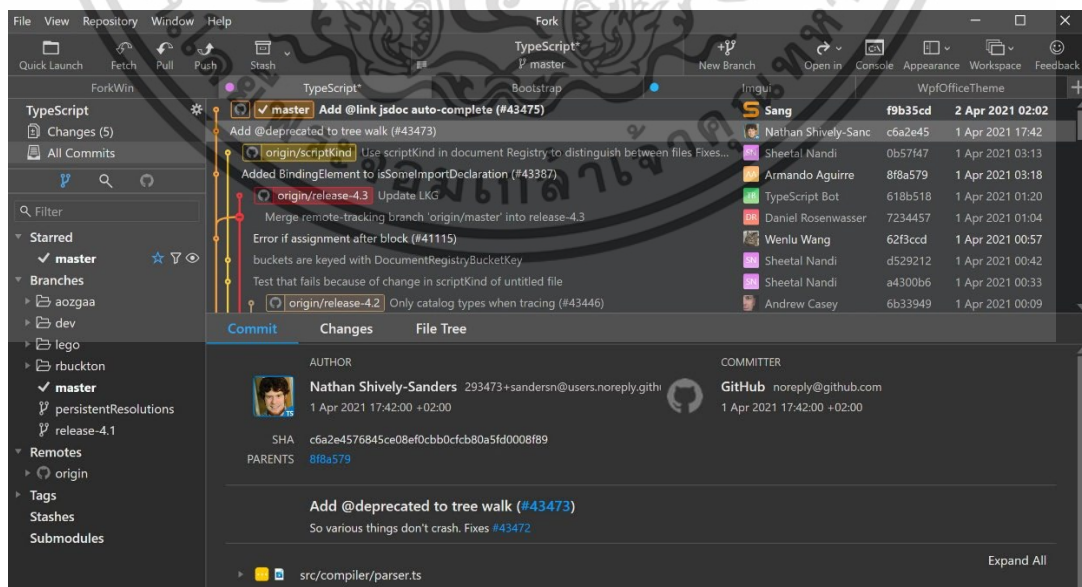 File View Repository Window Help Fork
Quick Launch Fetch Pull Push Stash TypeScript* master New Branch Open in Console Appearance Workspace Feedback
ForkWin TypeScript* Bootstrap Imgui WpfOfficeTheme
TypeScript
Changes (5)
All Commits
Filter
Starred
master
Branches
aozgaa
dev
lego
rbuckton
master
persistentResolutions
release-4.1
Remotes
origin
Tags
Stashes
Submodules
master Add @link jsdoc auto-complete (#43475) Sang f9b35cd 2 Apr 2021 02:02
Add @deprecated to tree walk (#43473) Nathan Shively-Sanc c6a2e45 1 Apr 2021 17:42
origin/scriptKind Use scriptKind in document Registry to distinguish between files Fixes... SN Sheetal Nandi 0b57f47 1 Apr 2021 03:13
Added BindingElement to isSomeImportDeclaration (#43387) Armando Aguirre 8f8a579 1 Apr 2021 03:18
origin/release-4.3 Update LKG TypeScript Bot 618b518 1 Apr 2021 01:20
Merge remote-tracking branch 'origin/master' into release-4.3 DR Daniel Rosenwasser 7234457 1 Apr 2021 01:04
Error if assignment after block (#41115) Wenlu Wang 62f3ccd 1 Apr 2021 00:57
buckets are keyed with DocumentRegistryBucketKey SN Sheetal Nandi d529212 1 Apr 2021 00:42
Test that fails because of change in scriptKind of untitled file SN Sheetal Nandi a4300b6 1 Apr 2021 00:33
origin/release-4.2 Only catalog types when tracing (#43446) Andrew Casey 6b33949 1 Apr 2021 00:09
Commit Changes File Tree
AUTHOR COMMITTER
Nathan Shively-Sanders 293473+sandersn@users.noreply.gith GitHub noreply@github.com
1 Apr 2021 17:42:00 +02:00 1 Apr 2021 17:42:00 +02:00
SHA c6a2e4576845ce08ef0cbb0cfcb80a5fd0008f89
PARENTS 8f8a579
Add @deprecated to tree walk (#43473)
So various things don't crash. Fixes #43472
Expand All
src/compiler/parser.ts